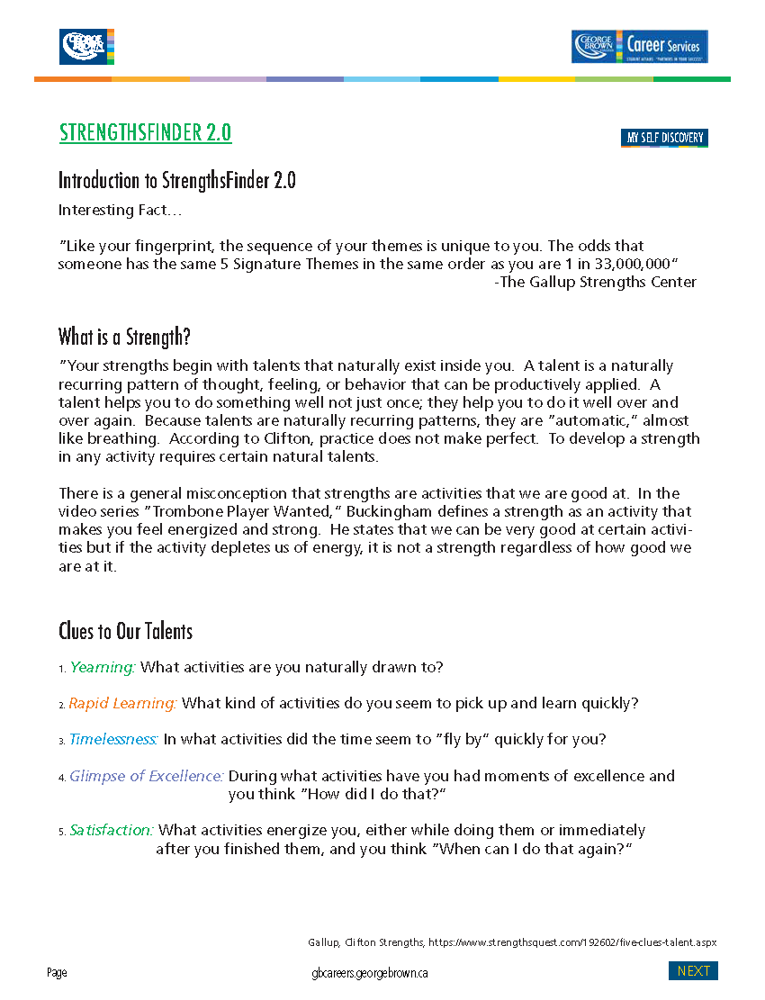 GEORGE
BROWN
GEORGE
BROWN
COLLEGE
Career Services
STUDENT AFFAIRS: "PARTNERS IN YOUR SUCCESS"
STRENGTHSFINDER 2.0
MY SELF DISCOVERY
Introduction to StrengthsFinder 2.0
Interesting Fact…
"Like your fingerprint, the sequence of your themes is unique to you. The odds that
someone has the same 5 Signature Themes in the same order as you are 1 in 33,000,000"
-The Gallup Strengths Center
What is a Strength?
"Your strengths begin with talents that naturally exist inside you.  A talent is a naturally
recurring pattern of thought, feeling, or behavior that can be productively applied.  A
talent helps you to do something well not just once; they help you to do it well over and
over again.  Because talents are naturally recurring patterns, they are "automatic," almost
like breathing.  According to Clifton, practice does not make perfect.  To develop a strength
in any activity requires certain natural talents.
There is a general misconception that strengths are activities that we are good at.  In the
video series "Trombone Player Wanted," Buckingham defines a strength as an activity that
makes you feel energized and strong.  He states that we can be very good at certain activi-
ties but if the activity depletes us of energy, it is not a strength regardless of how good we
are at it.
Clues to Our Talents
1. Yearning: What activities are you naturally drawn to?
2. Rapid Learning: What kind of activities do you seem to pick up and learn quickly?
3. Timelessness: In what activities did the time seem to "fly by" quickly for you?
4. Glimpse of Excellence: During what activities have you had moments of excellence and
you think "How did I do that?"
5. Satisfaction: What activities energize you, either while doing them or immediately
after you finished them, and you think "When can I do that again?"
Gallup, Clifton Strengths, https://www.strengthsquest.com/192602/five-clues-talent.aspx
Page
gbcareers.georgebrown.ca
NEXT